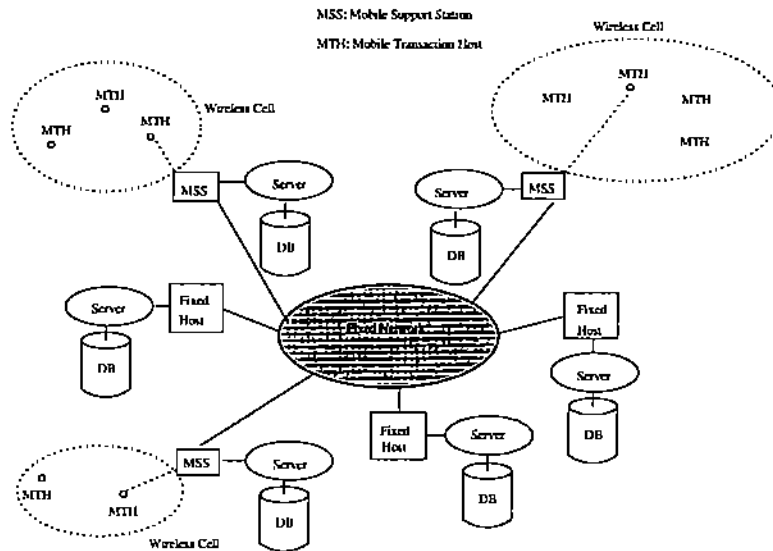 MSS: Mobile Support Station
MTH: Mobile Transaction Host
Wireless Cell
MTH
MTH
MTH
Wireless Cell
MTH
MTH
MTH
MTH
MSS
Server
DB
Server
MSS
DB
Server
Fixed
Host
DB
Fixed Network
Fixed
Host
Server
DB
Fixed
Host
Server
DB
MSS
Server
DB
MTH
MTH
Wireless Cell